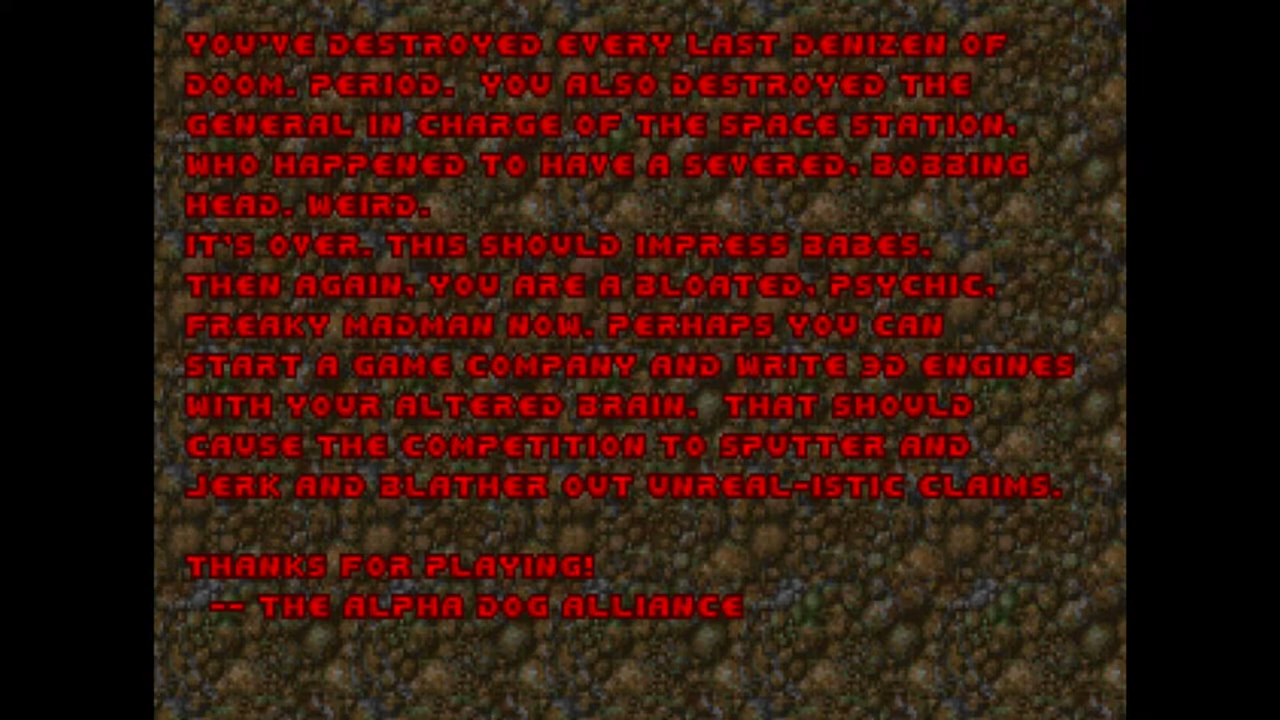 YOU'VE DESTROYED EVERY LAST DENIZEN OF
DOOM. PERIOD.  YOU ALSO DESTROYED THE
GENERAL IN CHARGE OF THE SPACE STATION,
WHO HAPPENED TO HAVE A SEVERED, BOBBING
HEAD. WEIRD.
IT'S OVER. THIS SHOULD IMPRESS BABES.
THEN AGAIN, YOU ARE A BLOATED, PSYCHIC,
FREAKY MADMAN NOW. PERHAPS YOU CAN
START A GAME COMPANY AND WRITE 3D ENGINES
WITH YOUR ALTERED BRAIN.  THAT SHOULD
CAUSE THE COMPETITION TO SPUTTER AND
JERK AND BLATHER OUT UNREAL-ISTIC CLAIMS.
THANKS FOR PLAYING!
-- THE ALPHA DOG ALLIANCE